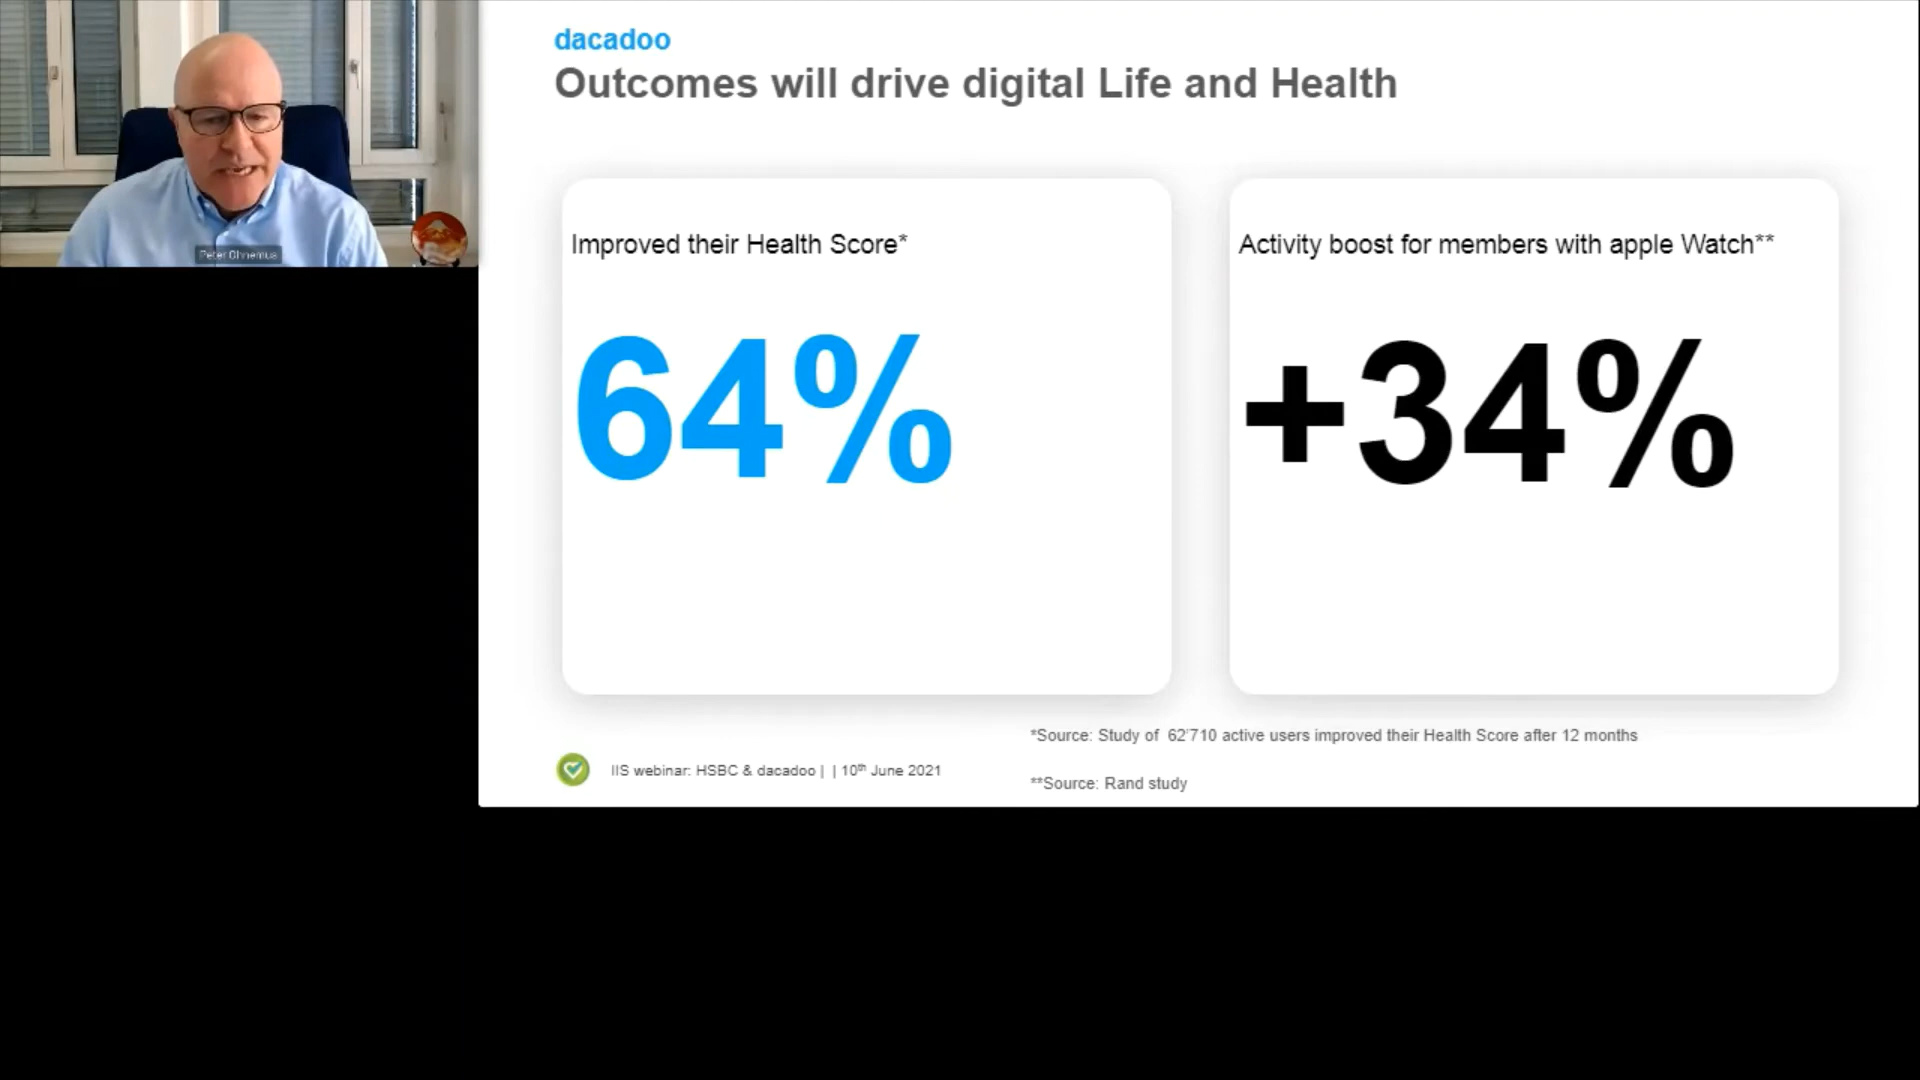 Peter Ohnemus
dacadoo
Outcomes will drive digital Life and Health
Improved their Health Score*
64%
Activity boost for members with apple Watch**
+34%
*Source: Study of 62'710 active users improved their Health Score after 12 months
IIS webinar: HSBC & dacadoo | | 10th June 2021
**Source: Rand study